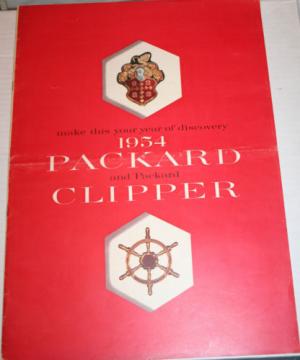 make this your year of discovery
1954
PACKARD
and Packard
CLIPPER